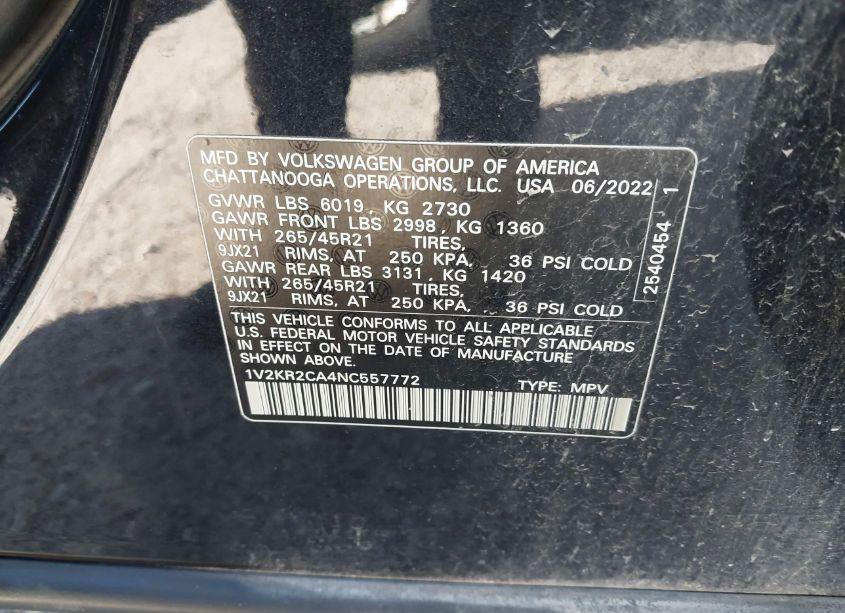 MFD BY VOLKSWAGEN GROUP OF AMERICA
CHATTANOOGA OPERATIONS, LLC. USA 06/2022
GVWR LBS 6019, KG 2730
GAWR FRONT LBS 2998, KG 1360
WITH 265/45R21 TIRES,
9JX21 RIMS, AT 250 KPA, 36 PSI COLD
GAWR REAR LBS 3131, KG 1420
WITH 265/45R21 TIRES,
9JX21 RIMS, AT 250 KPA, 36 PSI COLD
THIS VEHICLE CONFORMS TO ALL APPLICABLE
U.S. FEDERAL MOTOR VEHICLE SAFETY STANDARDS
IN EFFECT ON THE DATE OF MANUFACTURE
SHOWN ABOVE.
1V2KR2CA4NC557772 TYPE: MPV
2540454 1